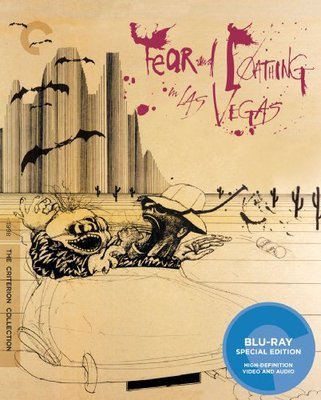 Fear and Loathing
in Las Vegas
1998
THE CRITERION COLLECTION
BLU-RAY
SPECIAL EDITION
HIGH-DEFINITION
VIDEO AND AUDIO